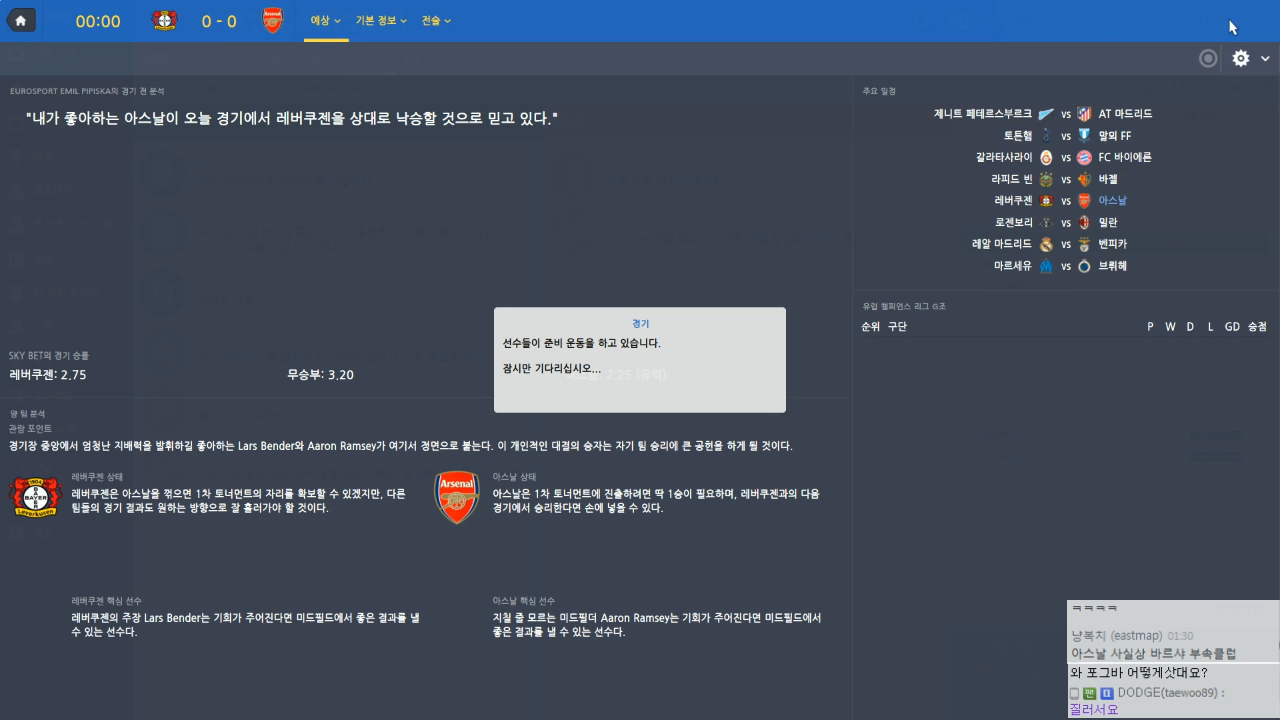 00:00
0 - 0
예상
기본 정보
전술
EUROSPORT EMIL PIPISKA의 경기 전 분석
"내가 좋아하는 아스날이 오늘 경기에서 레버쿠젠을 상대로 낙승할 것으로 믿고 있다."
SKY BET의 경기 승률
레버쿠젠: 2.75 무승부: 3.20 2.25 (유력)
경기
선수들이 준비 운동을 하고 있습니다.
잠시만 기다리십시오...
양 팀 분석
관람 포인트
경기장 중앙에서 엄청난 지배력을 발휘하길 좋아하는 Lars Bender와 Aaron Ramsey가 여기서 정면으로 붙는다. 이 개인적인 대결의 승자는 자기 팀 승리에 큰 공헌을 하게 될 것이다.
레버쿠젠 상태
레버쿠젠은 아스날을 꺾으면 1차 토너먼트의 자리를 확보할 수 있겠지만, 다른
팀들의 경기 결과도 원하는 방향으로 잘 흘러가야 할 것이다.
Arsenal
아스날 상태
아스날은 1차 토너먼트에 진출하려면 딱 1승이 필요하며, 레버쿠젠과의 다음
경기에서 승리한다면 손에 넣을 수 있다.
레버쿠젠 핵심 선수
레버쿠젠의 주장 Lars Bender는 기회가 주어진다면 미드필드에서 좋은 결과를 낼
수 있는 선수다.
아스날 핵심 선수
지칠 줄 모르는 미드필더 Aaron Ramsey는 기회가 주어진다면 미드필드에서
좋은 결과를 낼 수 있는 선수다.
주요 일정
제니트 페테르스부르크 vs AT 마드리드
토튼햄 vs 말뫼 FF
갈라타사라이 vs FC 바이에른
라피드 빈 vs 바젤
레버쿠젠 vs 아스날
로젠보리 vs 밀란
레알 마드리드 vs 벤피카
마르세유 vs 브뤼헤
유럽 챔피언스 리그 G조
순위 구단 P W D L GD 승점
ㅋㅋㅋㅋ
냥복치 (eastmap) 01:30
아스날 사실상 바르샤 부속클럽
와 포그바 어떻게삿대요?
DODGE(taewoo89) :
질러서요